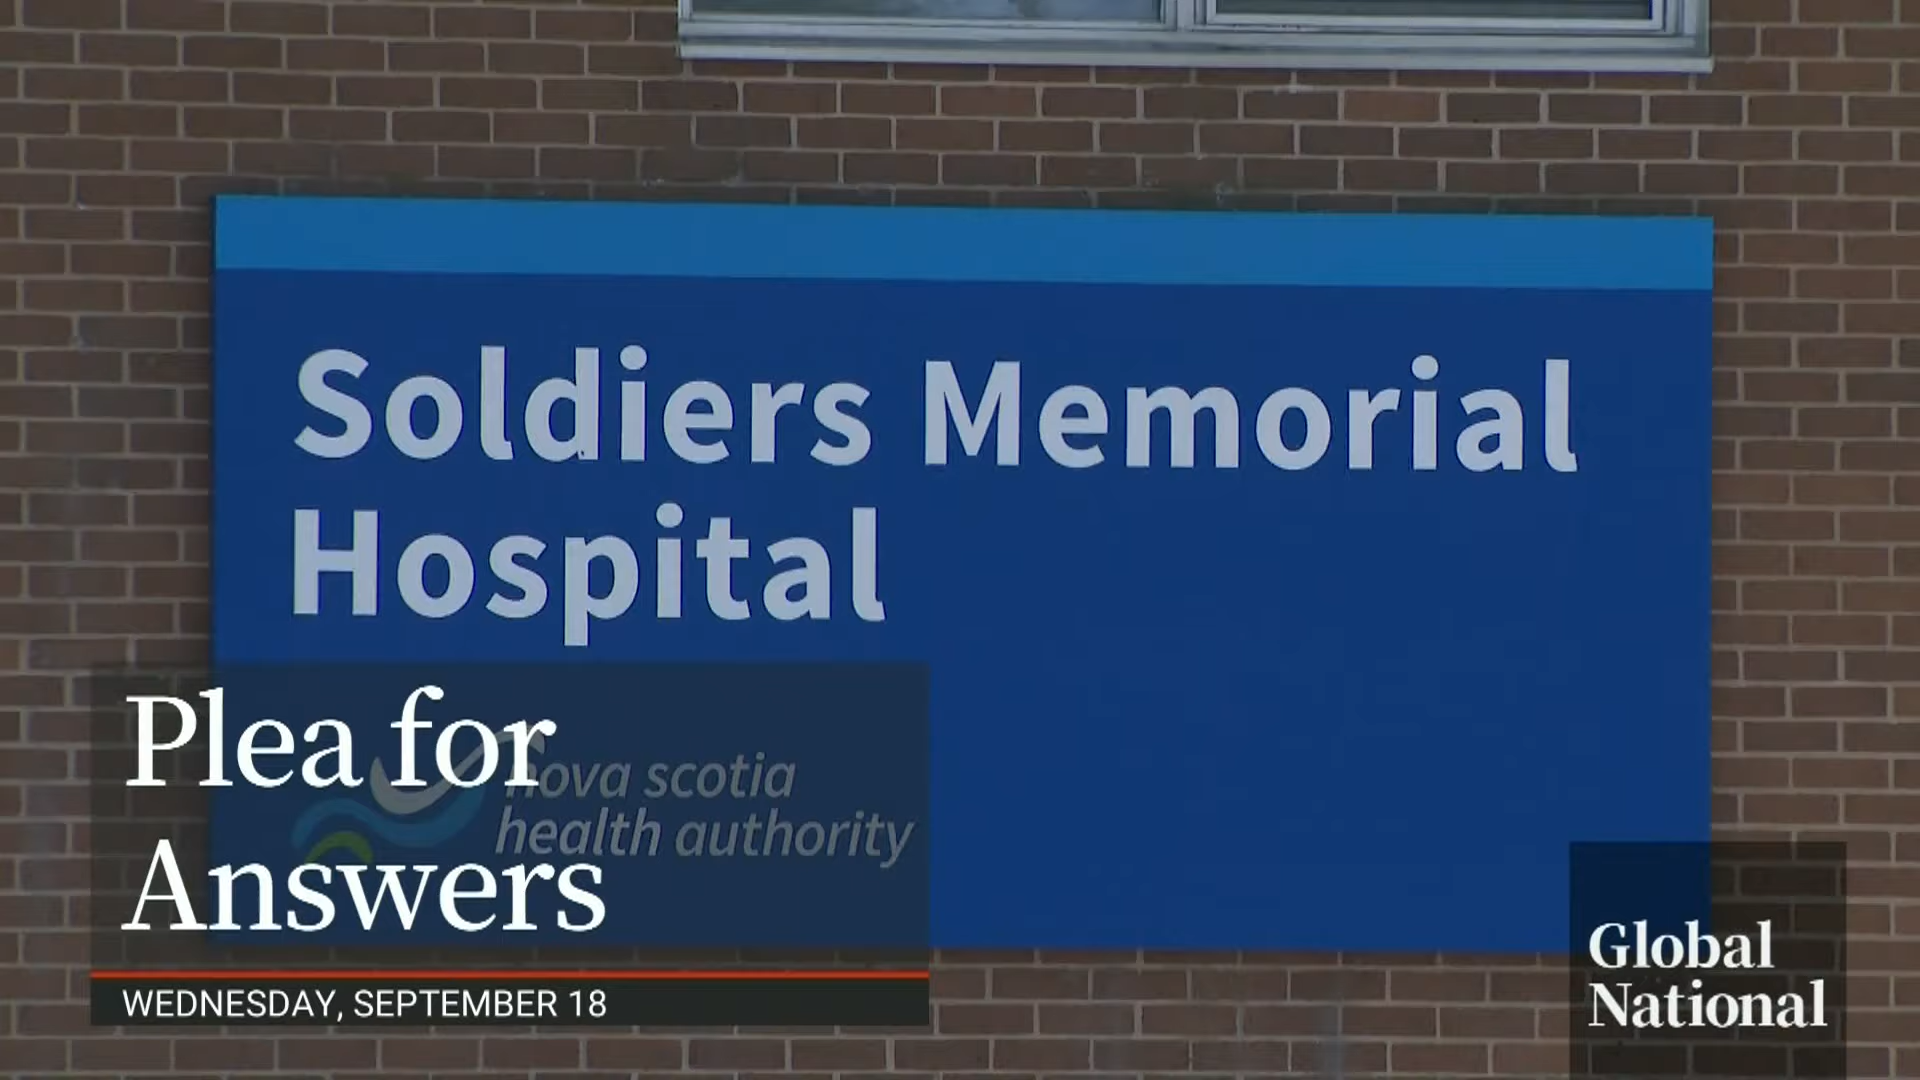 Soldiers Memorial
Hospital
Plea for
Answers
nova scotia
health authority
WEDNESDAY, SEPTEMBER 18
Global
National